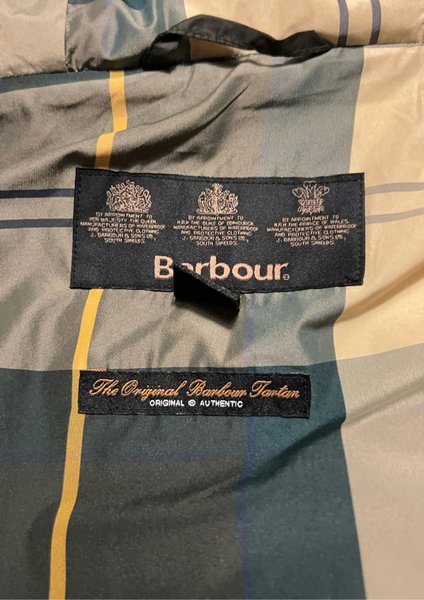 BY APPOINTMENT TO
HER MAJESTY THE QUEEN
MANUFACTURERS OF WATERPROOF
AND PROTECTIVE CLOTHING
J. BARBOUR & SONS LTD.
SOUTH SHIELDS.
BY APPOINTMENT TO
H.R.H. THE DUKE OF EDINBURGH
MANUFACTURERS OF WATERPROOF
AND PROTECTIVE CLOTHING
J. BARBOUR & SONS LTD.
SOUTH SHIELDS.
BY APPOINTMENT TO
H.R.H. THE PRINCE OF WALES
MANUFACTURERS OF WATERPROOF
AND PROTECTIVE CLOTHING
J. BARBOUR & SONS LTD.
SOUTH SHIELDS.
Barbour®
The Original Barbour Tartan
ORIGINAL © AUTHENTIC